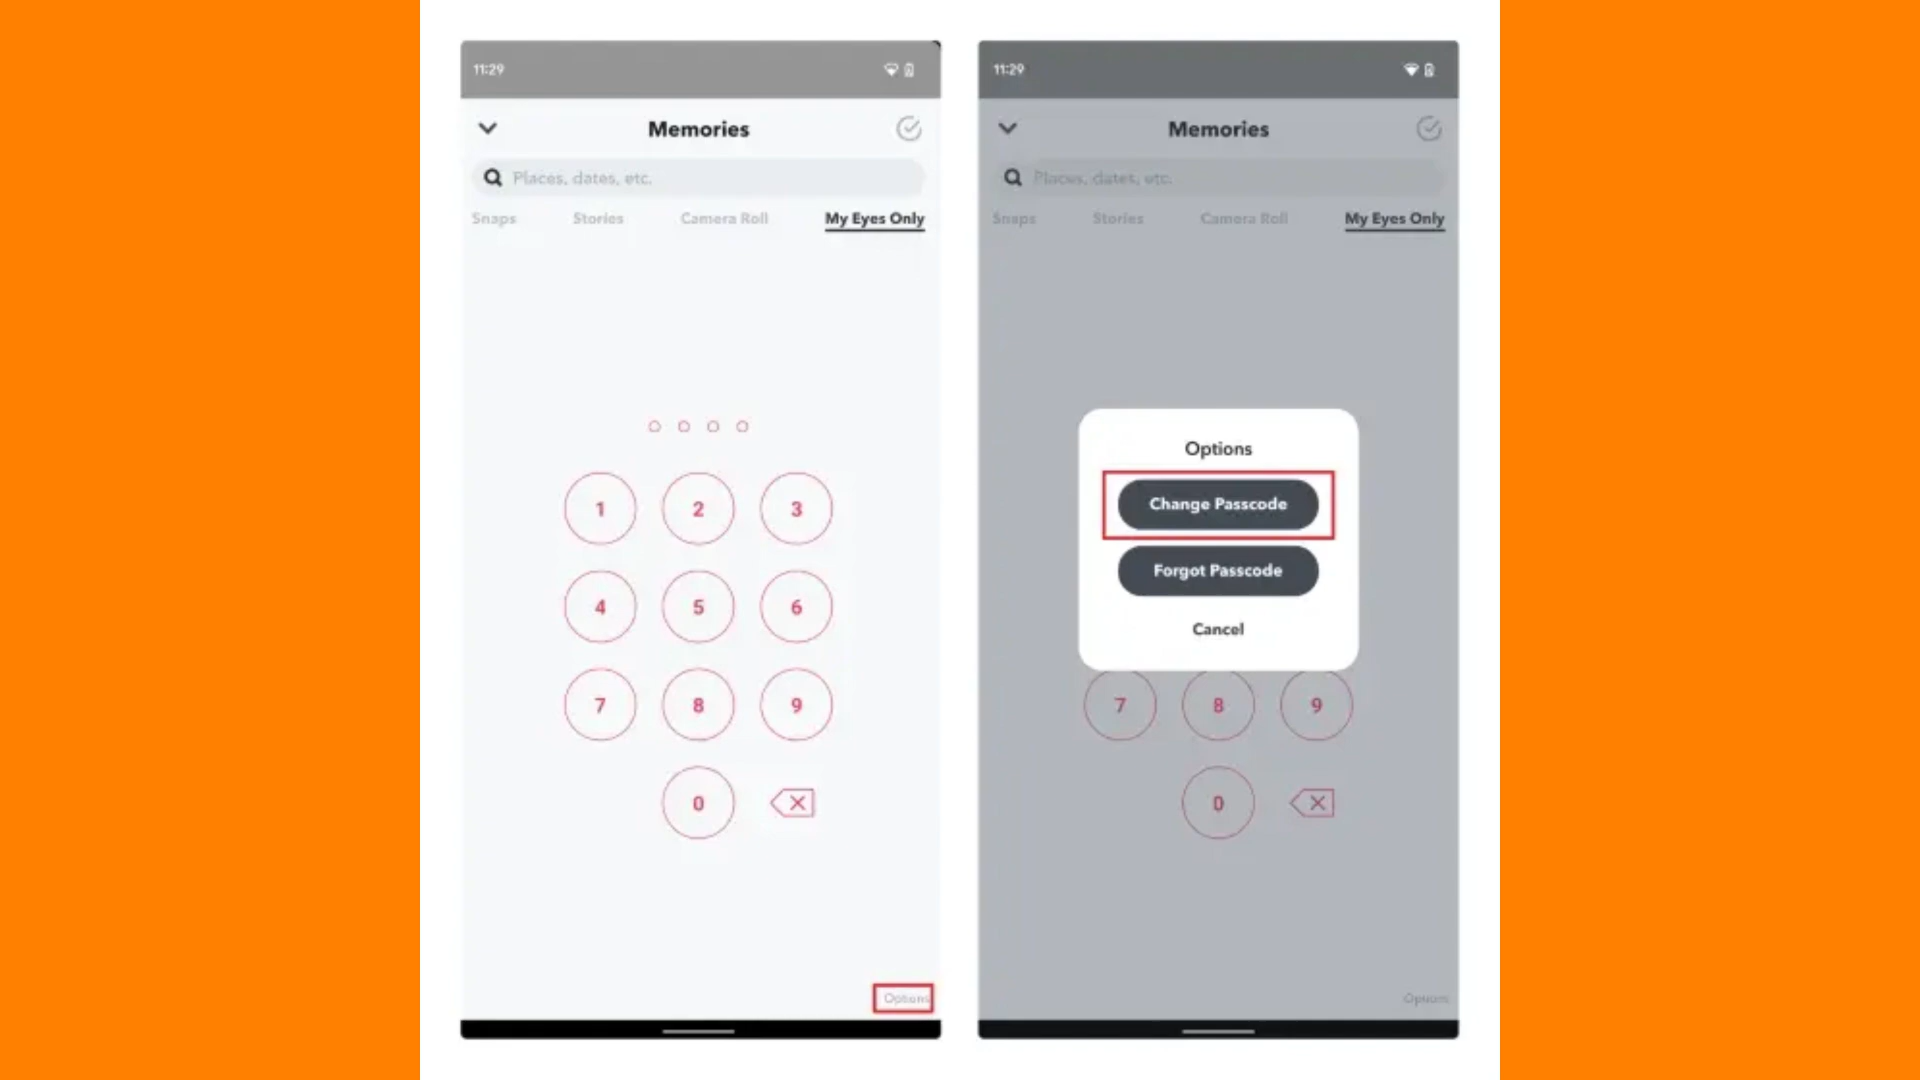 11:29
Memories
Places, dates, etc.
Snaps Stories Camera Roll My Eyes Only
1 2 3
4 5 6
7 8 9
0
Options
11:29
Memories
Places, dates, etc.
Snaps Stories Camera Roll My Eyes Only
Options
Change Passcode
Forgot Passcode
Cancel
7 8 9
0
Options